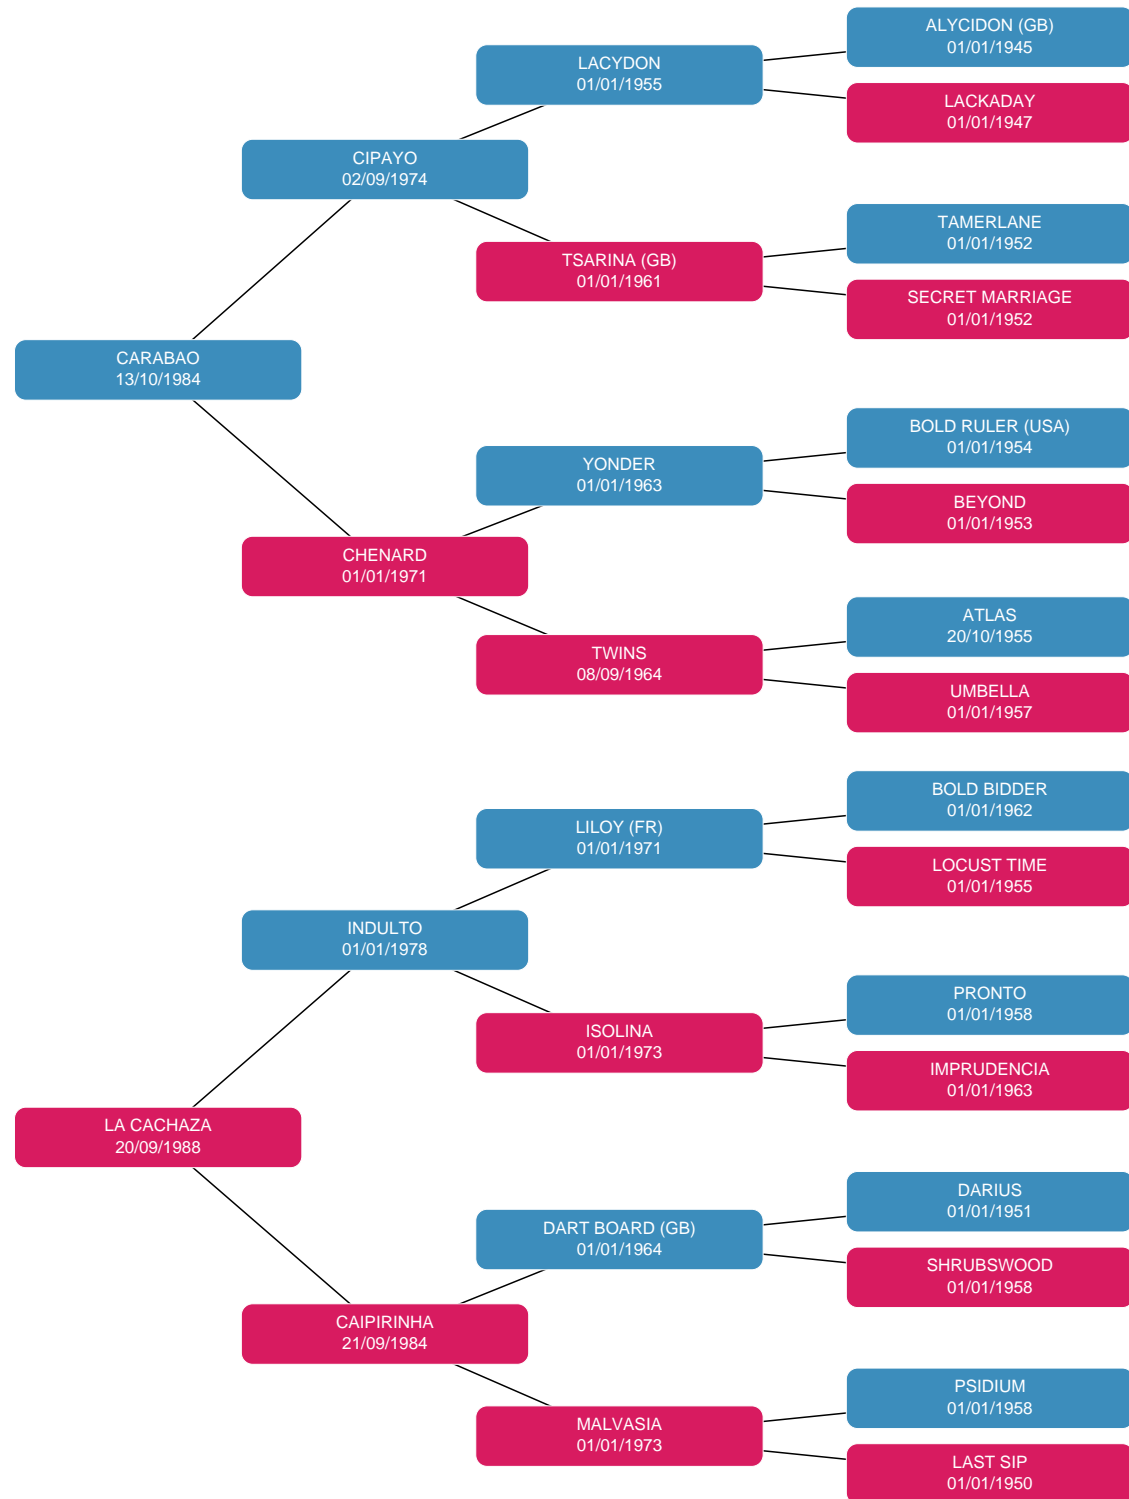 ALYCIDON (GB)
01/01/1945
LACYDON
01/01/1955
LACKADAY
01/01/1947
CIPAYO
02/09/1974
TAMERLANE
01/01/1952
TSARINA (GB)
01/01/1961
SECRET MARRIAGE
01/01/1952
CARABAO
13/10/1984
BOLD RULER (USA)
01/01/1954
YONDER
01/01/1963
BEYOND
01/01/1953
CHENARD
01/01/1971
ATLAS
20/10/1955
TWINS
08/09/1964
UMBELLA
01/01/1957
BOLD BIDDER
01/01/1962
LILOY (FR)
01/01/1971
LOCUST TIME
01/01/1955
INDULTO
01/01/1978
PRONTO
01/01/1958
ISOLINA
01/01/1973
IMPRUDENCIA
01/01/1963
LA CACHAZA
20/09/1988
DARIUS
01/01/1951
DART BOARD (GB)
01/01/1964
SHRUBSWOOD
01/01/1958
CAIPIRINHA
21/09/1984
PSIDIUM
01/01/1958
MALVASIA
01/01/1973
LAST SIP
01/01/1950